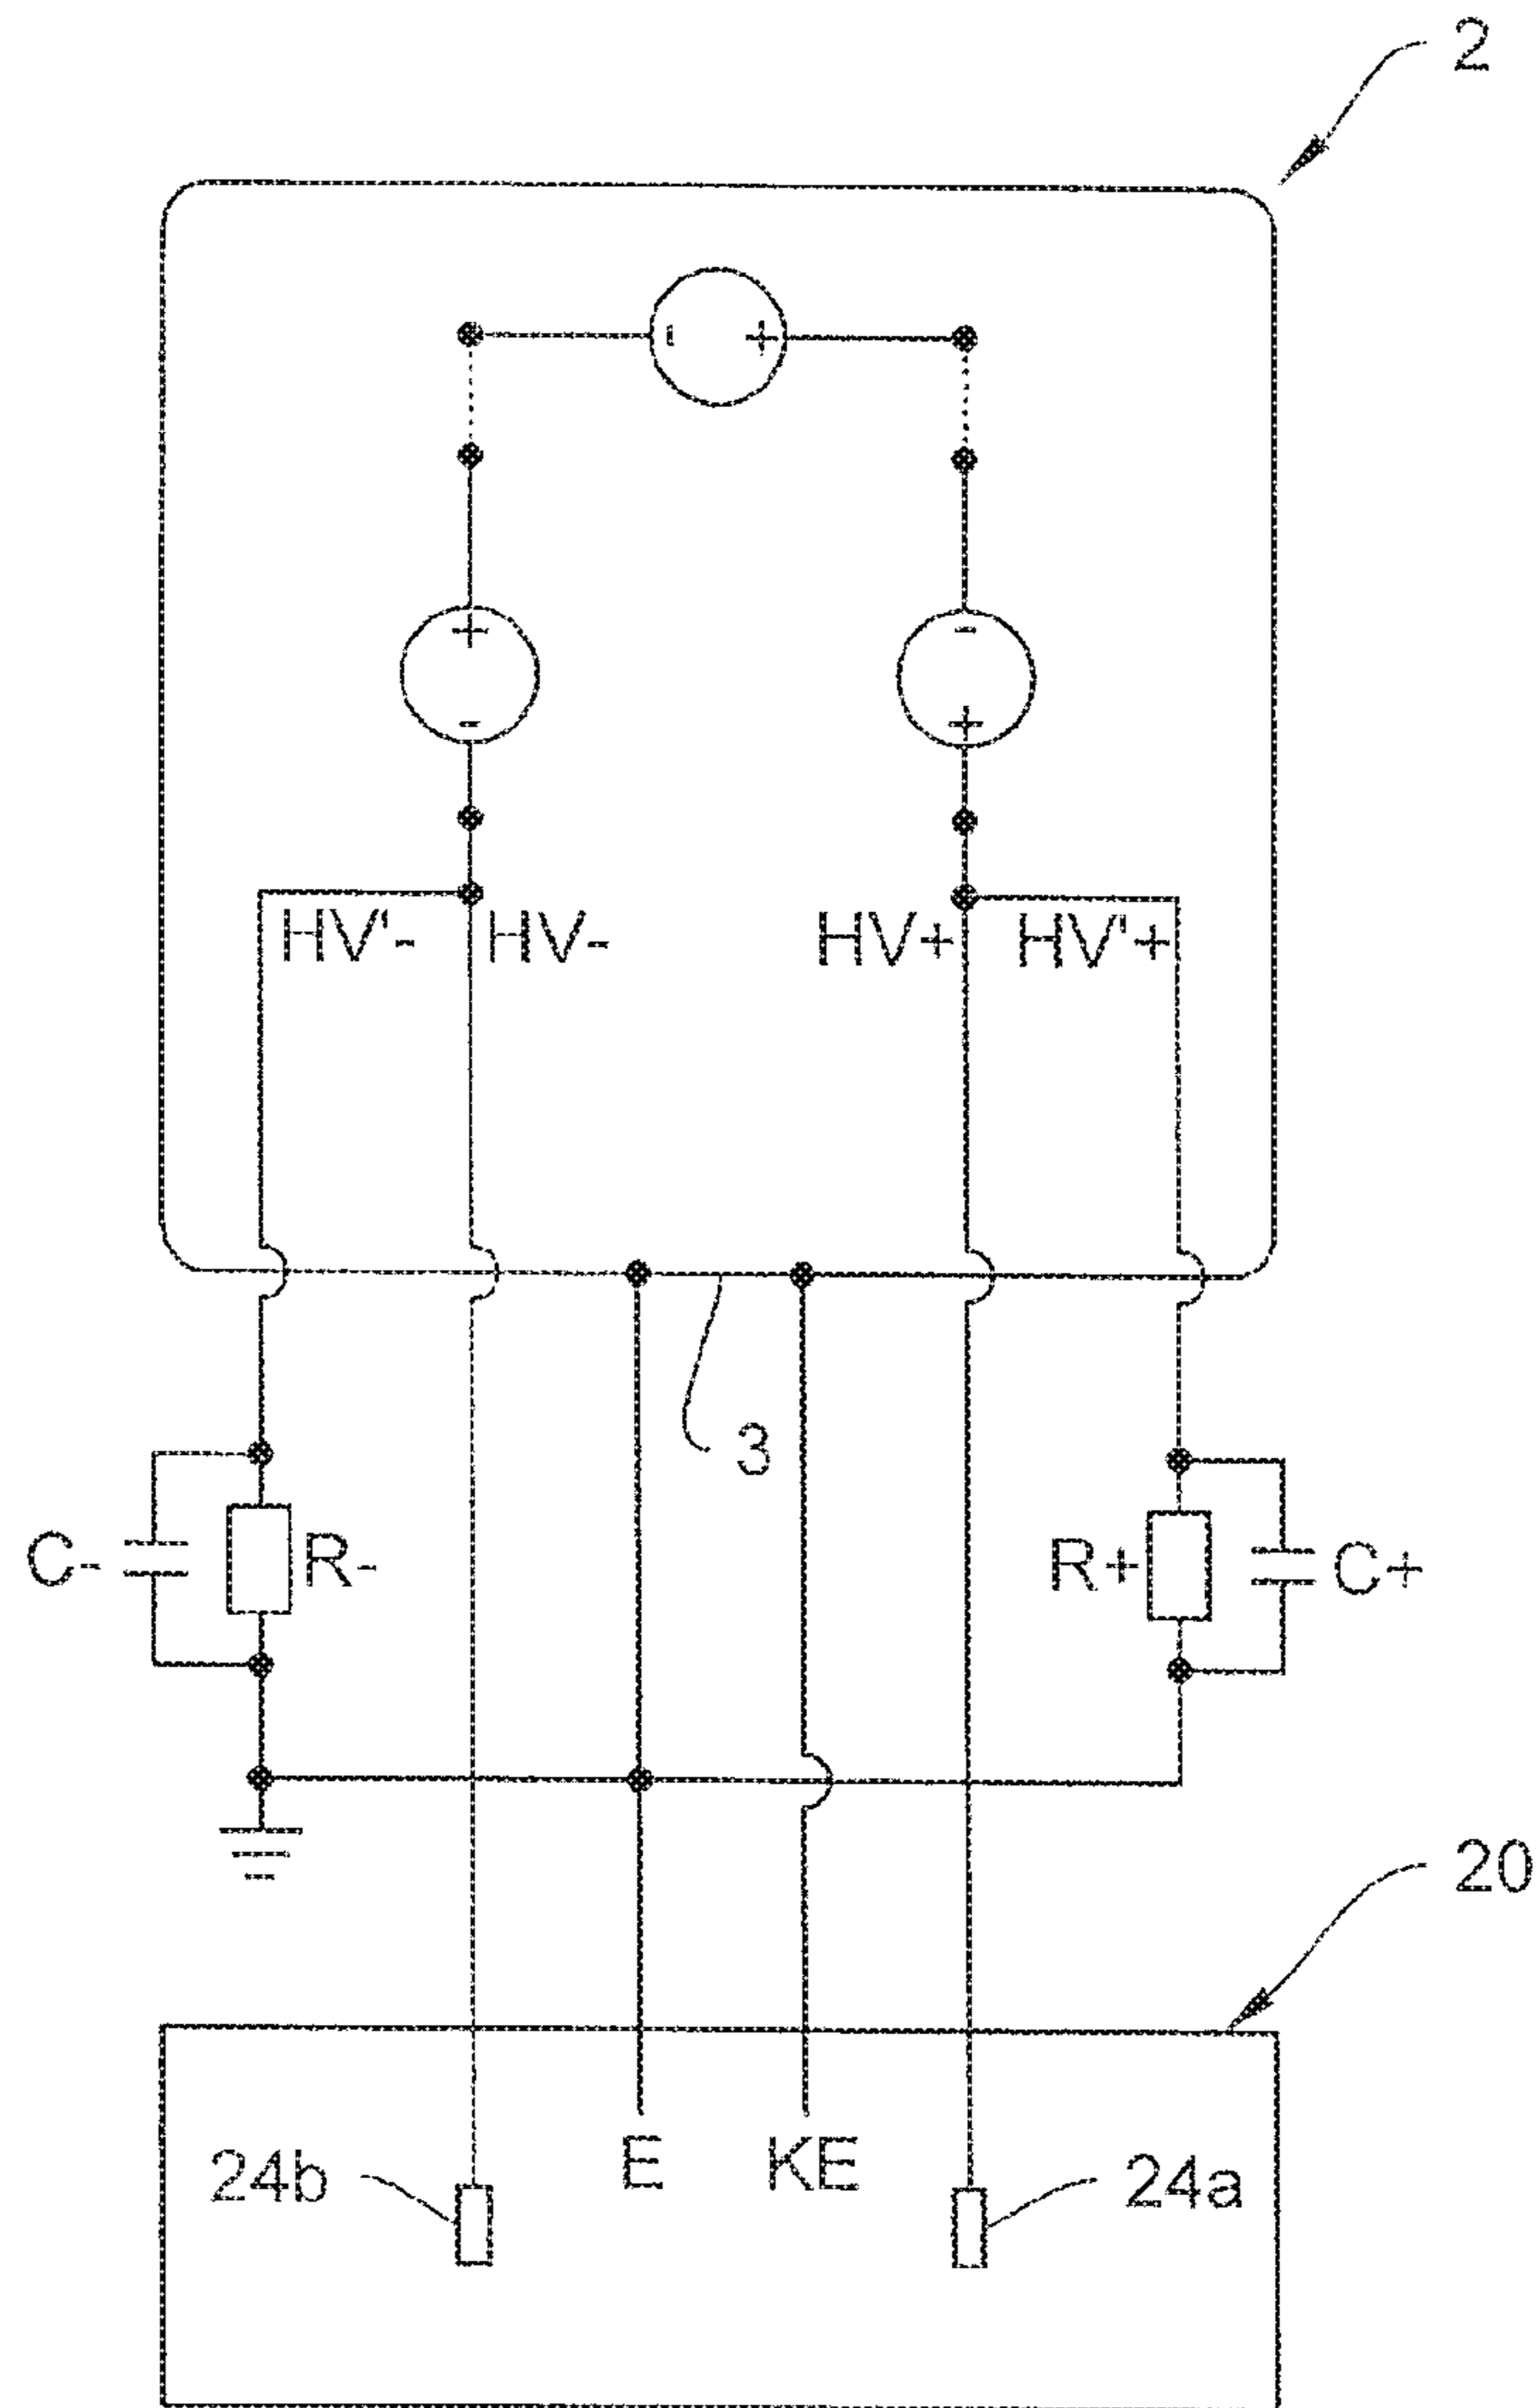 2
- +
+ -
- +
HV'- HV- HV+ HV'+
3
C- R- R+ C+
20
E KE
24b 24a